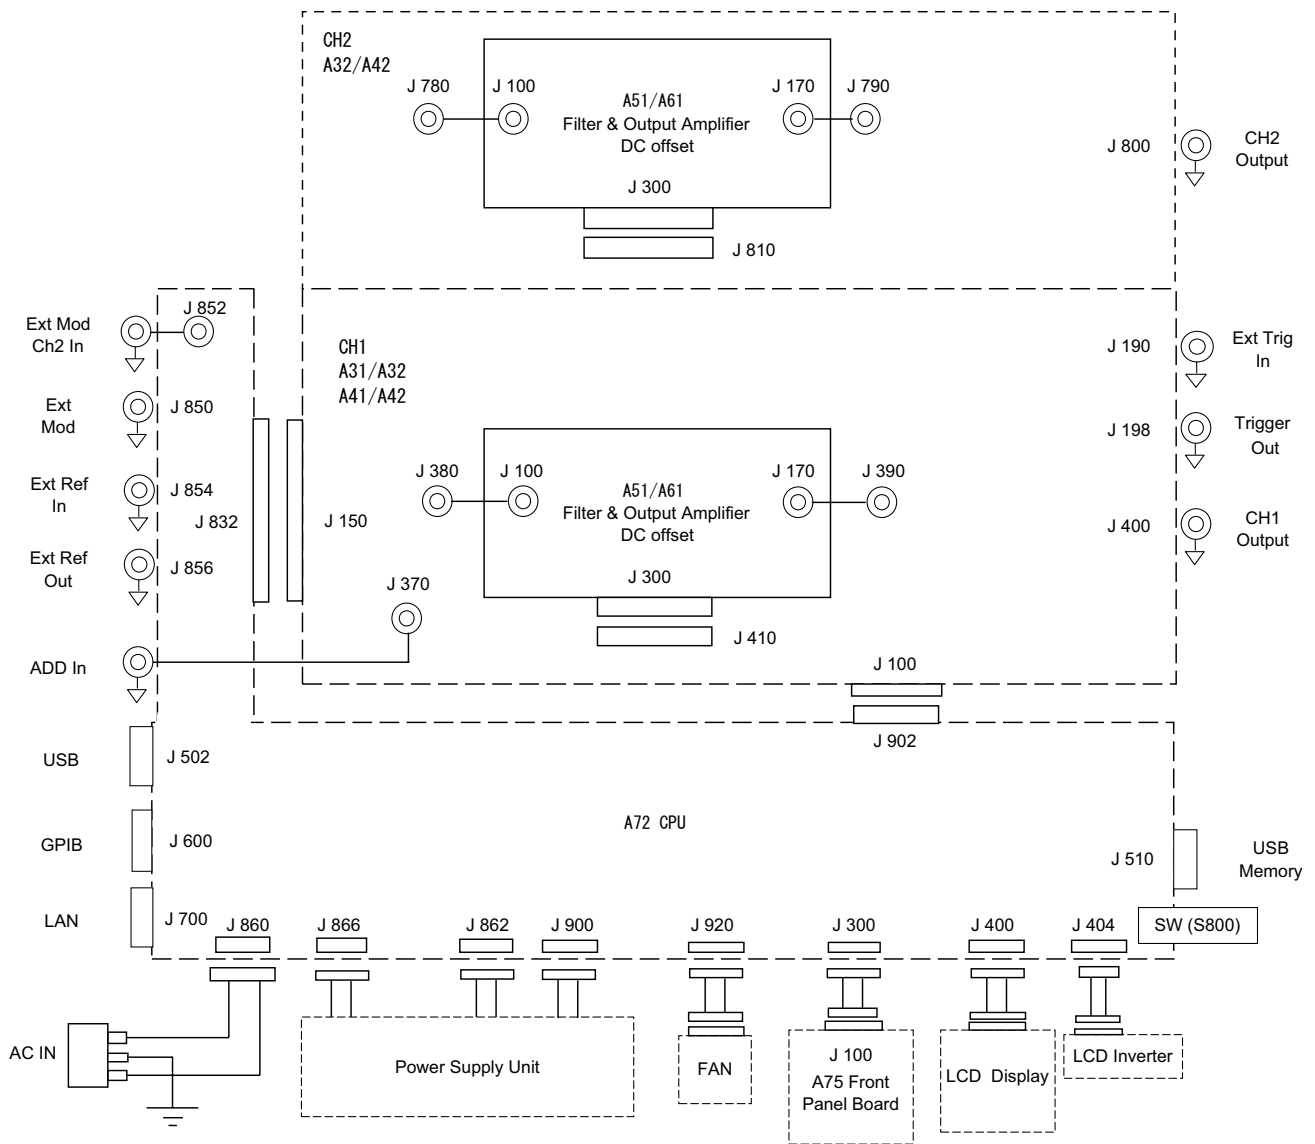 CH2
A32/A42
J 780
J 100
J 170
J 790
A51/A61
Filter & Output Amplifier
DC offset
J 300
J 810
J 800
CH2
Output
J 852
Ext Mod
Ch2 In
CH1
A31/A32
A41/A42
J 190
Ext Trig
In
Ext
Mod
J 850
J 198
Trigger
Out
Ext Ref
In
J 854
J 832
J 150
J 380
J 100
J 170
J 390
A51/A61
Filter & Output Amplifier
DC offset
J 400
CH1
Output
Ext Ref
Out
J 856
J 370
J 300
J 410
ADD In
J 100
J 902
USB
J 502
A72 CPU
GPIB
J 600
J 510
USB
Memory
LAN
J 700
J 860
J 866
J 862
J 900
J 920
J 300
J 400
J 404
SW (S800)
AC IN
Power Supply Unit
FAN
J 100
A75 Front
Panel Board
LCD Display
LCD Inverter